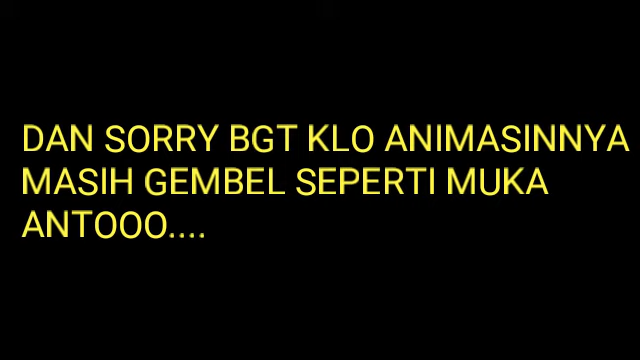 DAN SORRY BGT KLO ANIMASINNYA
MASIH GEMBEL SEPERTI MUKA
ANTOOO....